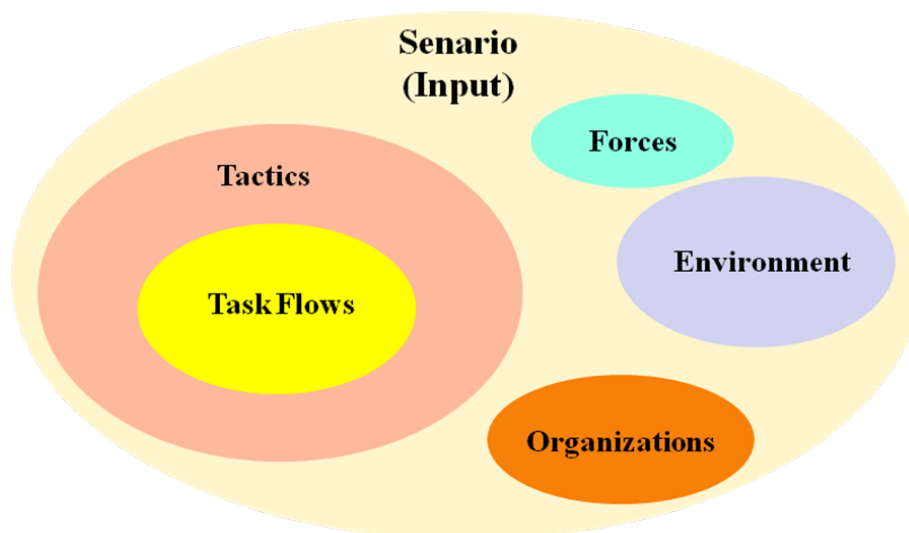 Senario
(Input)
Forces
Tactics
Environment
Task Flows
Organizations